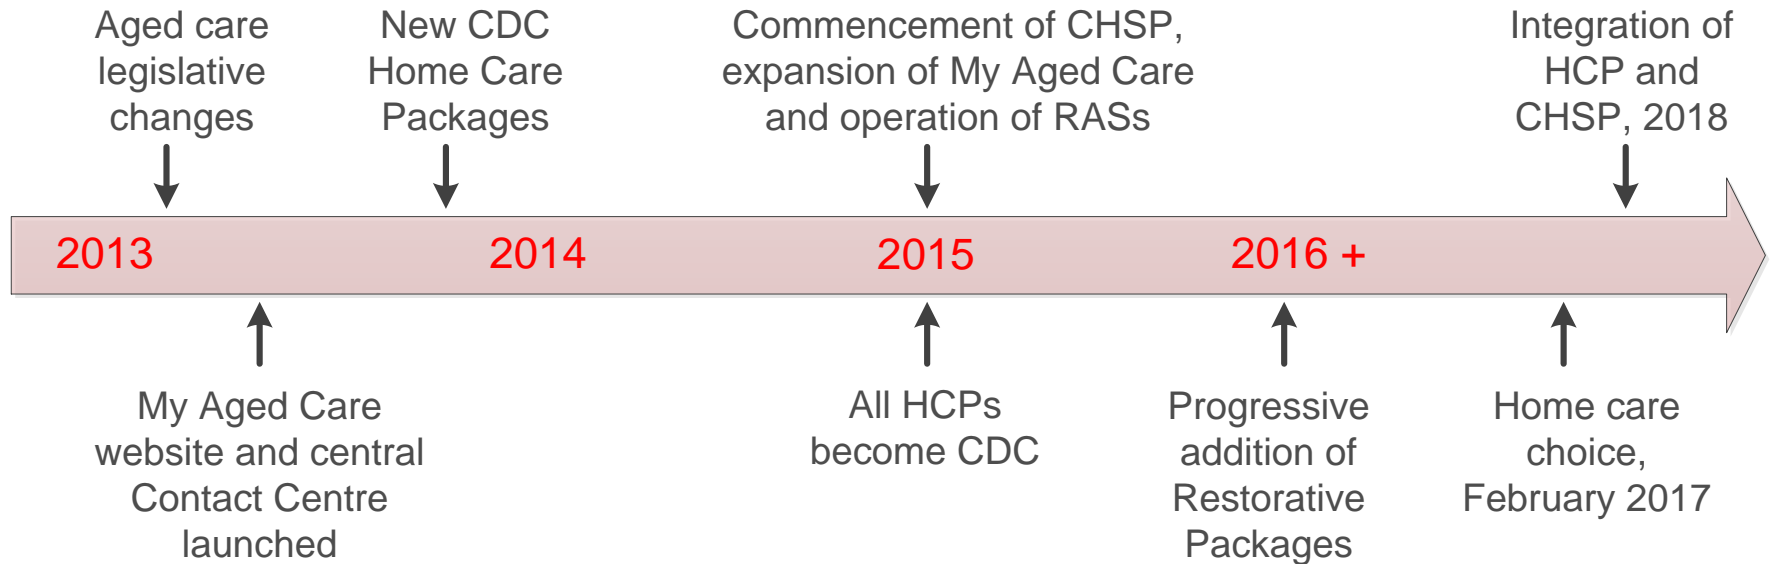 Aged care
legislative
changes
New CDC
Home Care
Packages
Commencement of CHSP,
expansion of My Aged Care
and operation of RASs
Integration of
HCP and
CHSP, 2018
2013
2014
2015
2016 +
My Aged Care
website and central
Contact Centre
launched
All HCPs
become CDC
Progressive
addition of
Restorative
Packages
Home care
choice,
February 2017